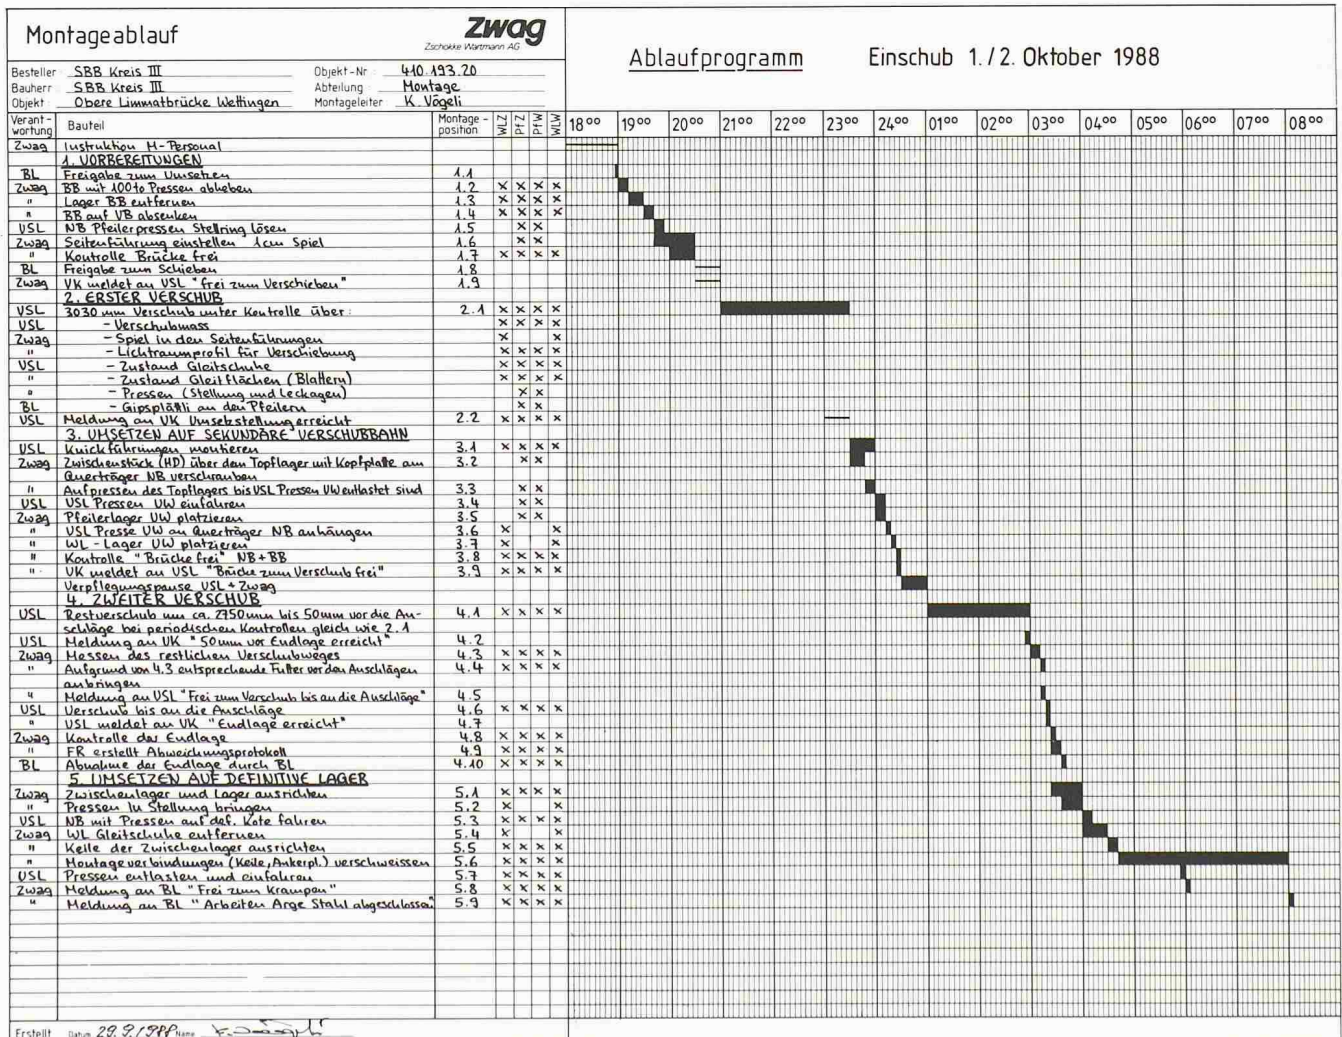 Montageablauf
Zwag
Zschokke Wartmann AG
Ablaufprogramm Einschub 1./2. Oktober 1988
Besteller SBB Kreis III Objekt-Nr 410.193.20
Bauherr SBB Kreis III Abteilung Montage
Objekt Obere Limmatbrücke Wettingen Montageleiter K. Vögeli
Verant-wortung Bauteil Montage-position WLZ PfZ PfW WLW 18⁰⁰ 19⁰⁰ 20⁰⁰ 21⁰⁰ 22⁰⁰ 23⁰⁰ 24⁰⁰ 01⁰⁰ 02⁰⁰ 03⁰⁰ 04⁰⁰ 05⁰⁰ 06⁰⁰ 07⁰⁰ 08⁰⁰
Zwag Instruktion M-Personal
1. VORBEREITUNGEN
BL Freigabe zum Umsetzen 1.1
Zwag BB mit 100to Pressen abheben 1.2 x x x x
" Lager BB entfernen 1.3 x x x x
" BB auf VB absenken 1.4 x x x x
USL NB Pfeilerpressen Stellring lösen 1.5 x x
Zwag Seitenführung einstellen 1cm Spiel 1.6 x x
" Kontrolle Brücke frei 1.7 x x x x
BL Freigabe zum Schieben 1.8
Zwag VK meldet an USL "frei zum Verschieben" 1.9
2. ERSTER VERSCHUB
VSL 3030 mm Verschub unter Kontrolle über: 2.1 x x x x
VSL - Verschubmass x x x x
Zwag - Spiel in den Seitenführungen x x
" - Lichtraumprofil für Verschiebung x x x x
VSL - Zustand Gleitschuhe x x x x
" - Zustand Gleitflächen (Blattern) x x x x
" - Pressen (Stellung und Leckagen) x x
BL - Gipsplättli an den Pfeilern x x
VSL Meldung an VK Umsetzstellung erreicht 2.2 x x x x
3. UMSETZEN AUF SEKUNDÄRE VERSCHUBBAHN
VSL Knickführungen montieren 3.1 x x x x
Zwag Zwischenstück (HD) über dem Topflager mit Kopfplatte am 3.2 x x
Querträger NB verschrauben
" Aufpressen des Topflagers bis USL Pressen UW entlastet sind 3.3 x x
USL USL Pressen UW einfahren 3.4 x x
Zwag Pfeilerlager UW platzieren 3.5 x x
" USL Presse UW an Querträger NB anhängen 3.6 x x
" WL-Lager UW platzieren 3.7 x x
" Kontrolle "Brücke frei" NB+BB 3.8 x x x x
" VK meldet an USL "Brücke zum Verschub frei" 3.9 x x x x
Verpflegungspause USL + Zwag
4. ZWEITER VERSCHUB
USL Restverschub um ca. 2750mm bis 50mm vor die An- 4.1 x x x x
schläge bei periodischen Kontrollen gleich wie 2.1
USL Meldung an VK "50mm vor Endlage erreicht" 4.2
Zwag Messen des restlichen Verschubweges 4.3 x x x x
" Aufgrund von 4.3 entsprechende Futter vor den Anschlägen 4.4 x x x x
anbringen
" Meldung an USL "Frei zum Verschub bis an die Anschläge" 4.5
USL Verschub bis an die Anschläge 4.6 x x x x
" USL meldet an VK "Endlage erreicht" 4.7
Zwag Kontrolle der Endlage 4.8 x x x x
" FR erstellt Abweichungsprotokoll 4.9 x x x x
BL Abnahme der Endlage durch BL 4.10 x x x x
5. UMSETZEN AUF DEFINITIVE LAGER
Zwag Zwischenlager und Lager ausrichten 5.1 x x x x
" Pressen in Stellung bringen 5.2 x x
USL NB mit Pressen auf def. Kote fahren 5.3 x x x x
Zwag WL Gleitschuhe entfernen 5.4 x x
" Keile der Zwischenlager ausrichten 5.5 x x x x
" Montageverbindungen (Keile, Ankerpl.) verschweissen 5.6 x x x x
USL Pressen entlasten und einfahren 5.7 x x x x
Zwag Meldung an BL "Frei zum Krampen" 5.8 x x x x
" Meldung an BL "Arbeiten Arge Stahl abgeschlossen" 5.9 x x x x
Erstellt Datum 29.9.1988 Name